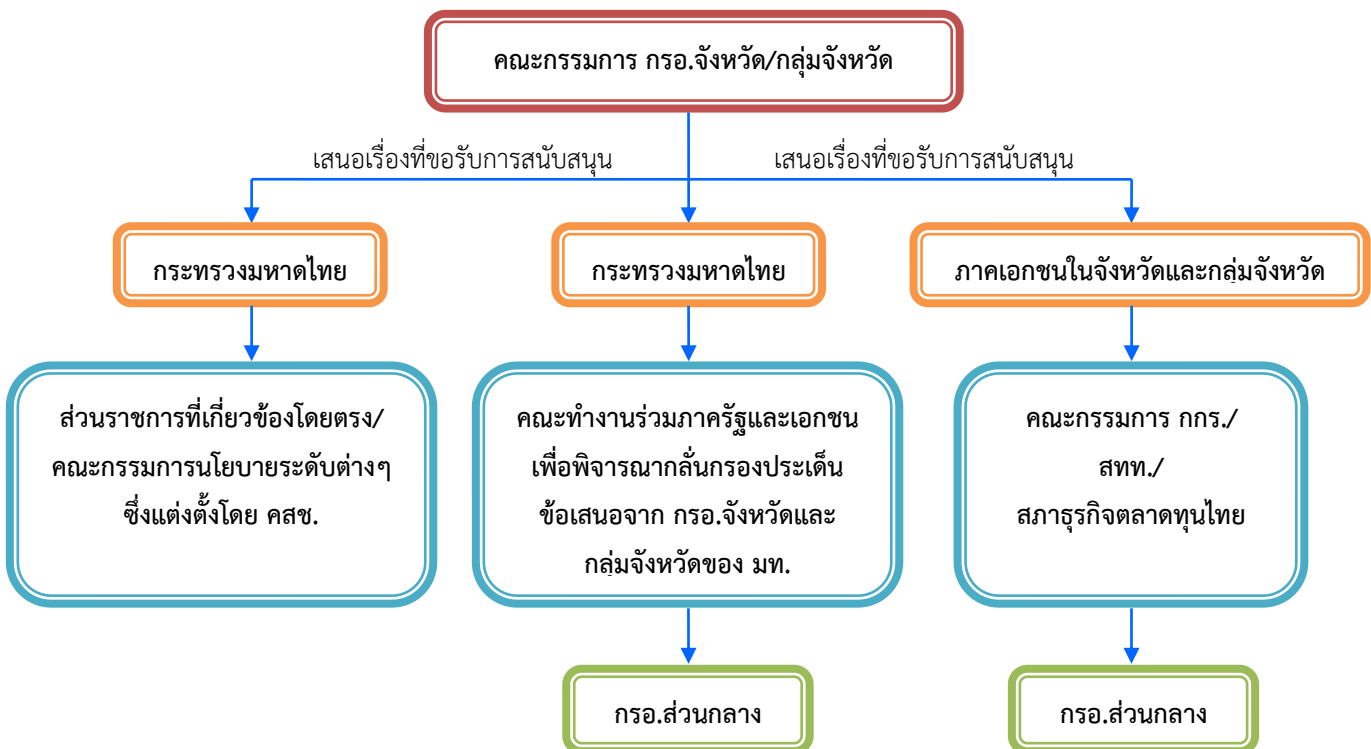 คณะกรรมการ กรอ.จังหวัด/กลุ่มจังหวัด
เสนอเรื่องที่ขอรับการสนับสนุน
เสนอเรื่องที่ขอรับการสนับสนุน
กระทรวงมหาดไทย
กระทรวงมหาดไทย
ภาคเอกชนในจังหวัดและกลุ่มจังหวัด
ส่วนราชการที่เกี่ยวข้องโดยตรง/
คณะกรรมการนโยบายระดับต่างๆ
ซึ่งแต่งตั้งโดย คสช.
คณะทำงานร่วมภาครัฐและเอกชน
เพื่อพิจารณากลั่นกรองประเด็น
ข้อเสนอจาก กรอ.จังหวัดและ
กลุ่มจังหวัดของ มท.
คณะกรรมการ กกร./
สทท./
สภาธุรกิจตลาดทุนไทย
กรอ.ส่วนกลาง
กรอ.ส่วนกลาง